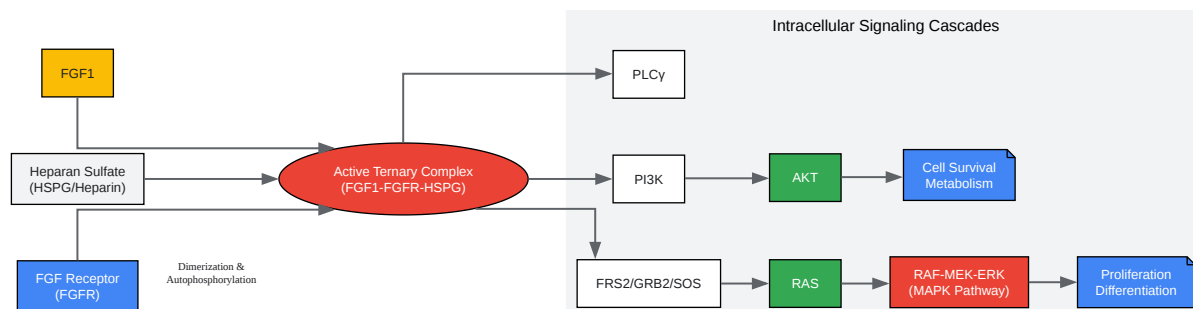 Intracellular Signaling Cascades
FGF1
PLCγ
Heparan Sulfate
(HSPG/Heparin)
Active Ternary Complex
(FGF1-FGFR-HSPG)
PI3K
AKT
Cell Survival
Metabolism
FGF Receptor
(FGFR)
Dimerization &
Autophosphorylation
FRS2/GRB2/SOS
RAS
RAF-MEK-ERK
(MAPK Pathway)
Proliferation
Differentiation